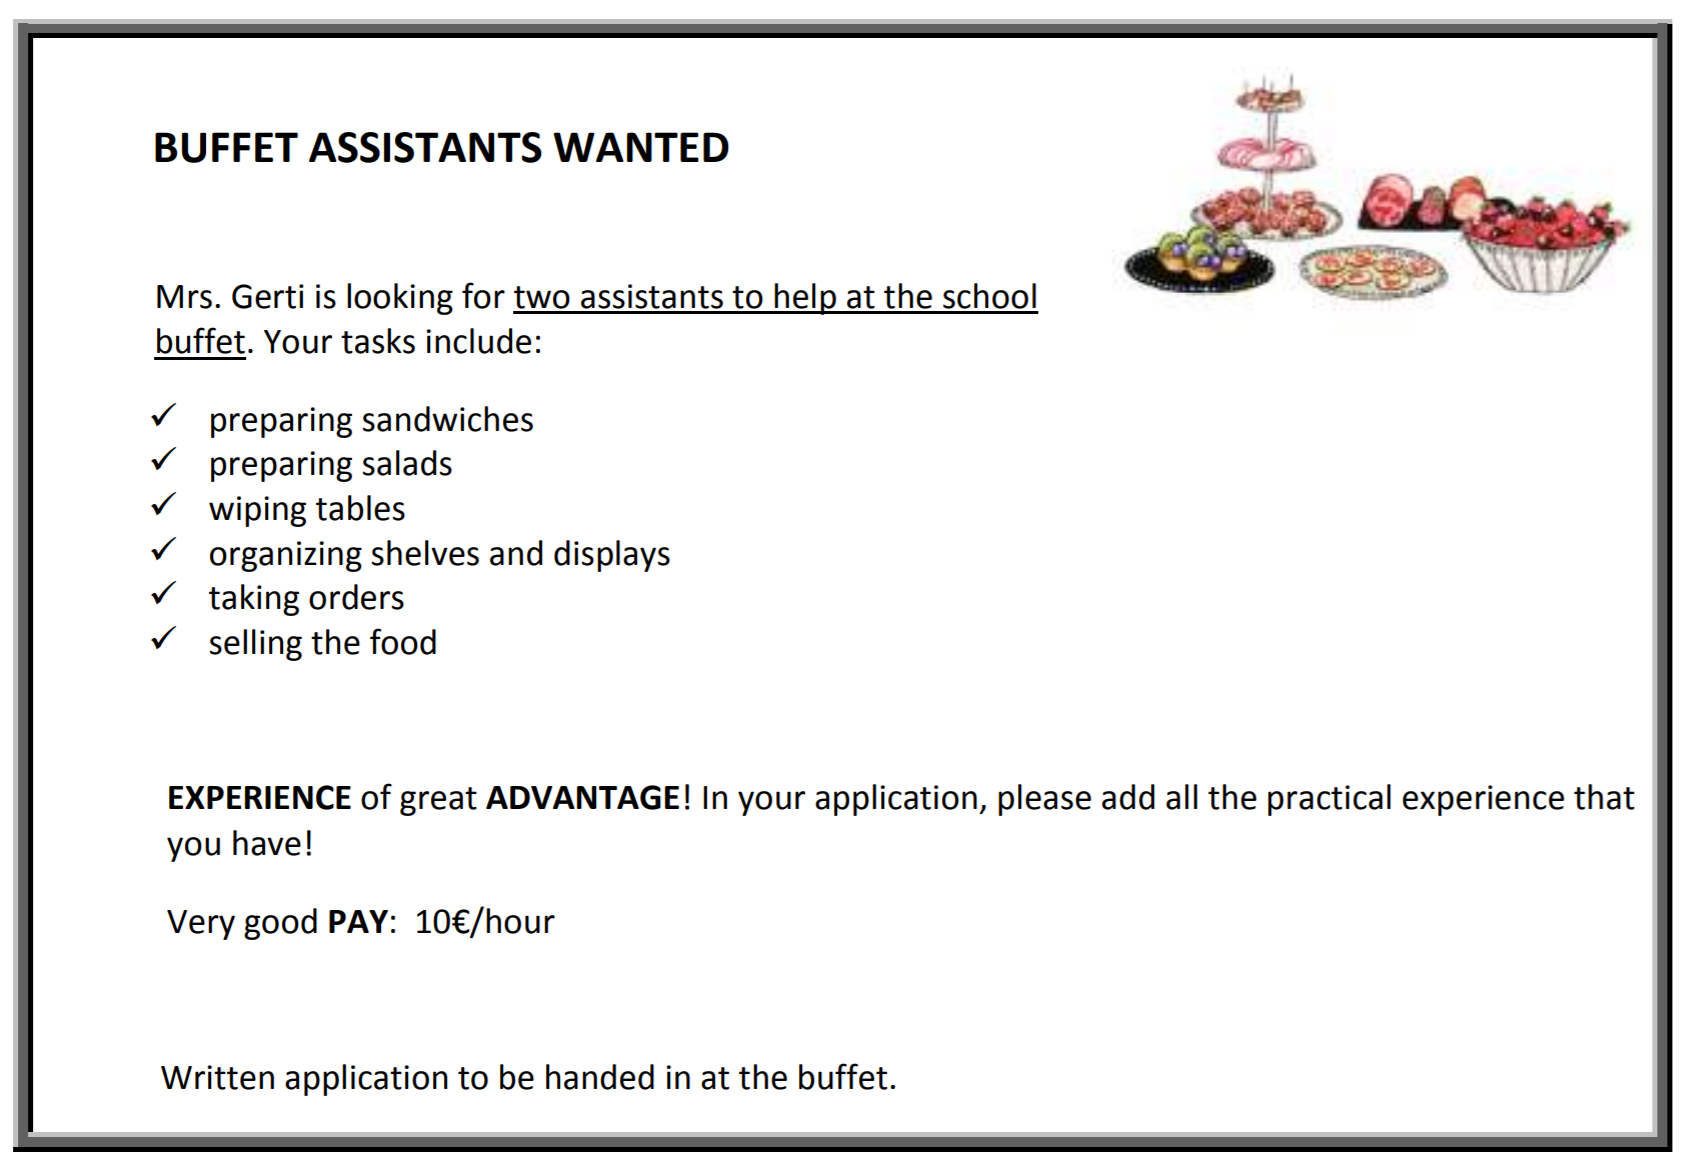 BUFFET ASSISTANTS WANTED
Mrs. Gerti is looking for two assistants to help at the school
buffet. Your tasks include:
✓ preparing sandwiches
✓ preparing salads
✓ wiping tables
✓ organizing shelves and displays
✓ taking orders
✓ selling the food
EXPERIENCE of great ADVANTAGE! In your application, please add all the practical experience that
you have!
Very good PAY: 10€/hour
Written application to be handed in at the buffet.